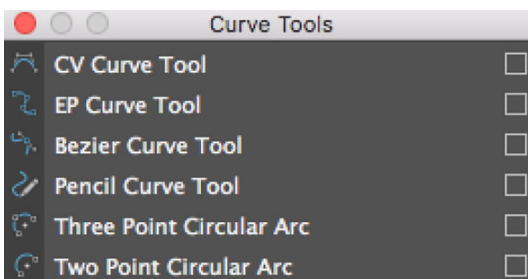 Curve Tools
CV Curve Tool
EP Curve Tool
Bezier Curve Tool
Pencil Curve Tool
Three Point Circular Arc
Two Point Circular Arc